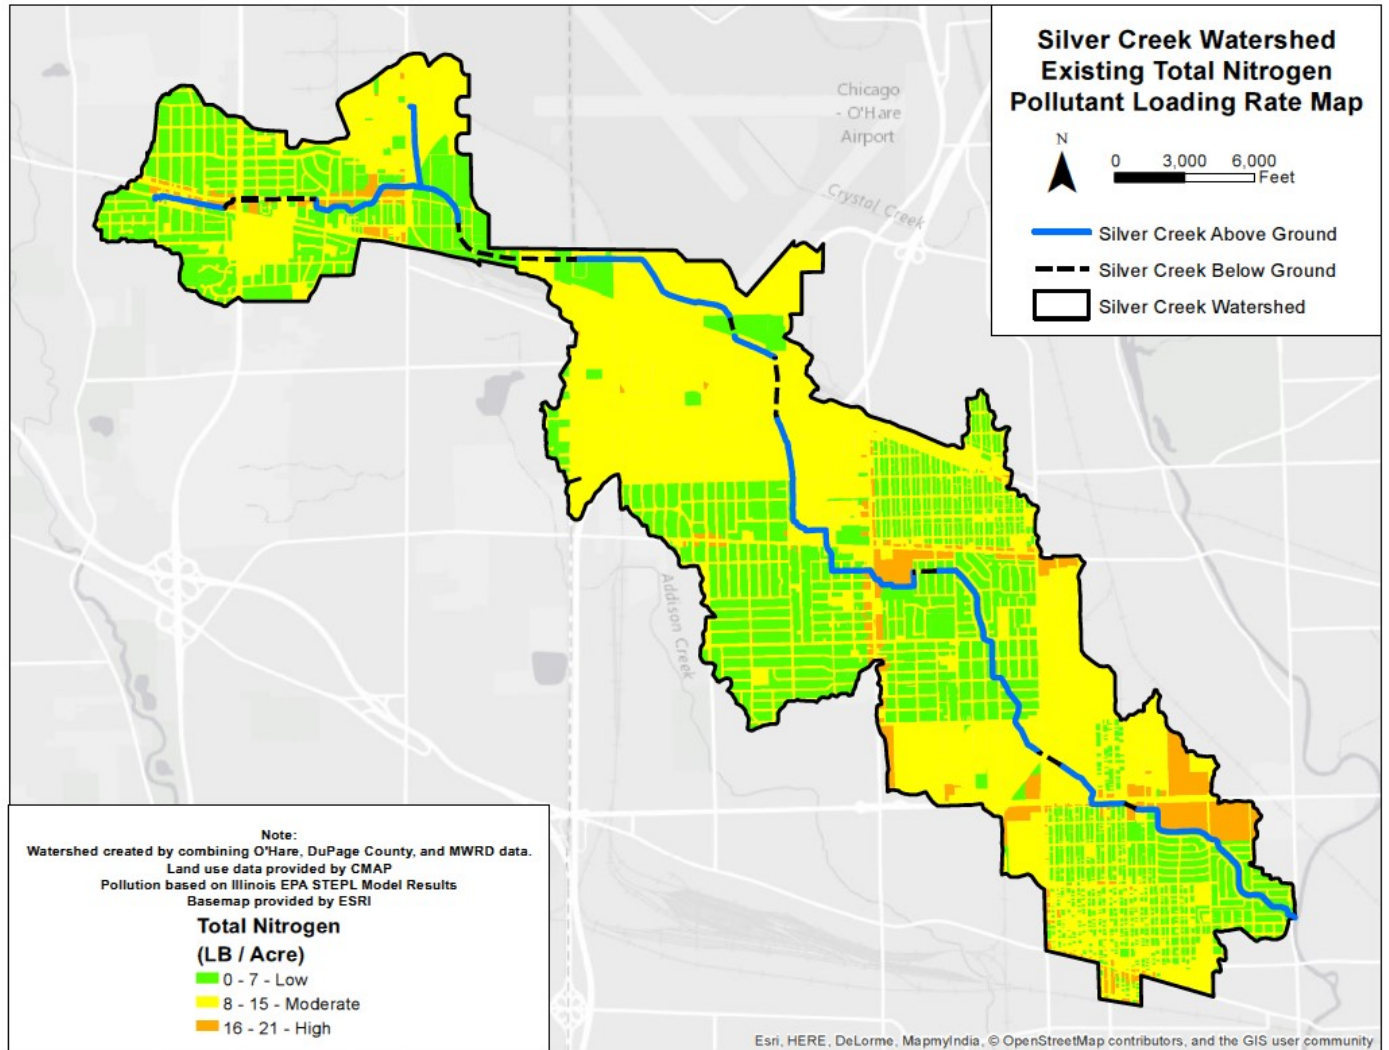 Silver Creek Watershed
Existing Total Nitrogen
Pollutant Loading Rate Map
N
0 3,000 6,000
Feet
Silver Creek Above Ground
Silver Creek Below Ground
Silver Creek Watershed
Chicago
- O'Hare
Airport
Crystal Creek
Addison Creek
Note:
Watershed created by combining O'Hare, DuPage County, and MWRD data.
Land use data provided by CMAP
Pollution based on Illinois EPA STEPL Model Results
Basemap provided by ESRI
Total Nitrogen
(LB / Acre)
0 - 7 - Low
8 - 15 - Moderate
16 - 21 - High
Esri, HERE, DeLorme, MapmyIndia, © OpenStreetMap contributors, and the GIS user community